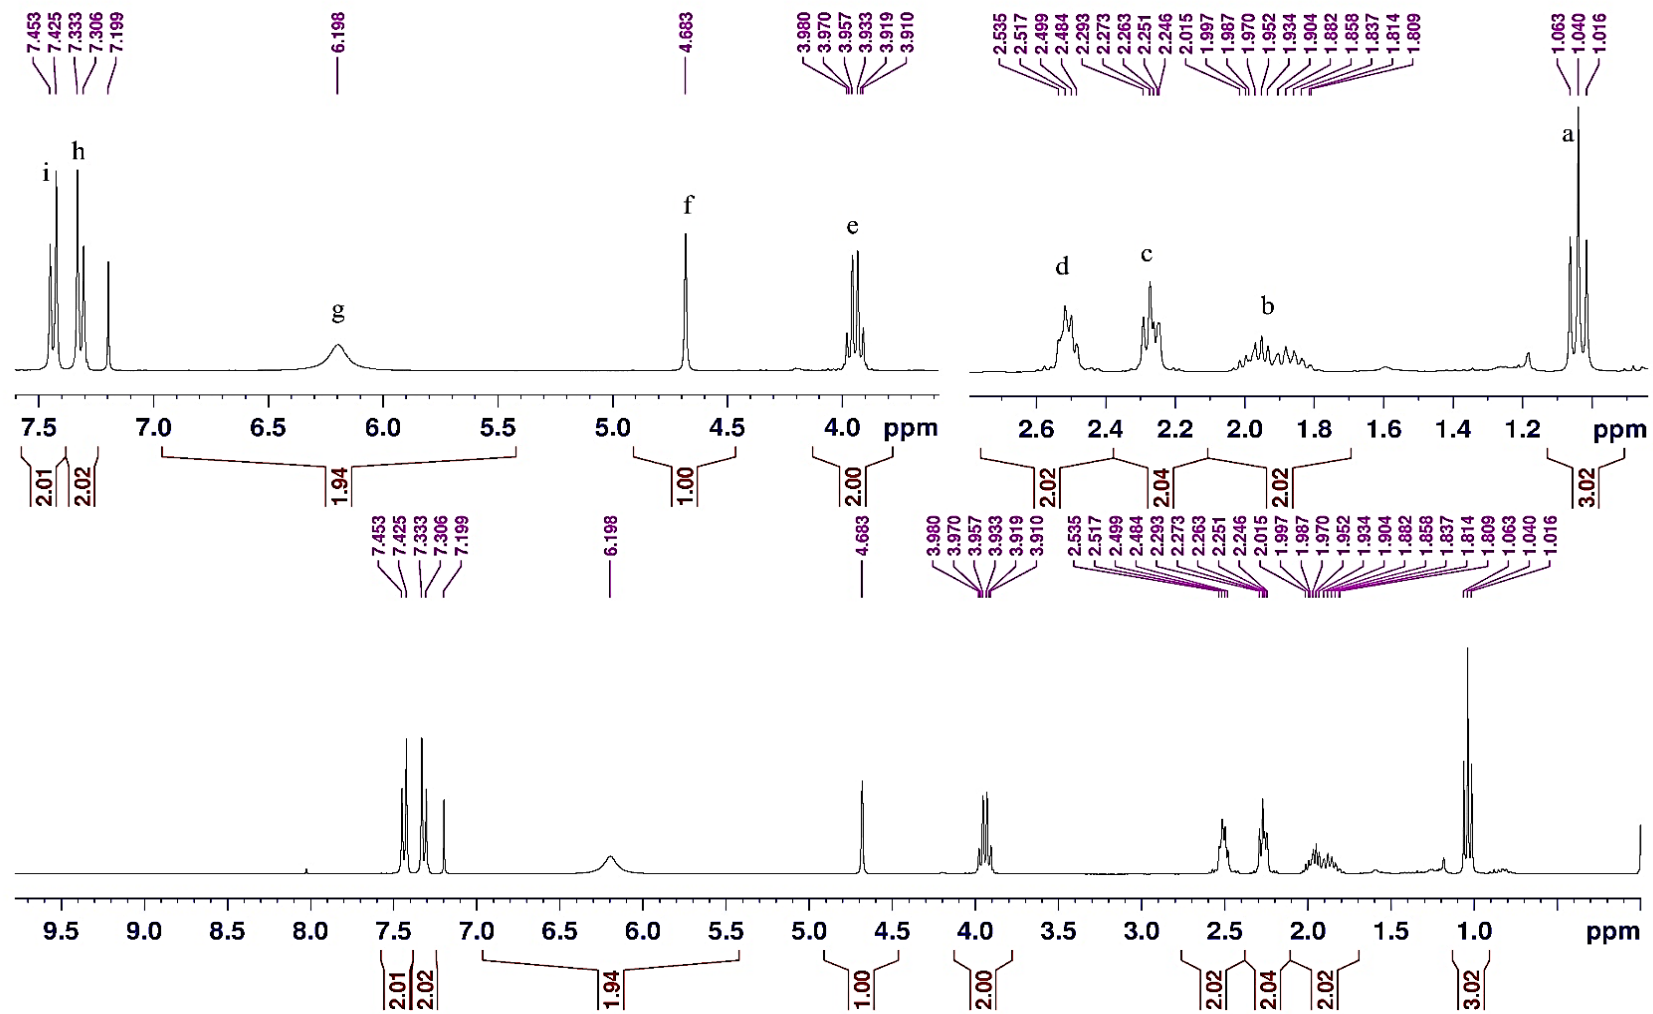 7.453 7.425 7.333 7.306 7.199 6.198 4.683 3.980 3.970 3.957 3.933 3.919 3.910 2.535 2.517 2.499 2.484 2.293 2.273 2.263 2.251 2.246 2.015 1.997 1.987 1.970 1.952 1.934 1.904 1.882 1.858 1.837 1.814 1.809 1.063 1.040 1.016
i h g f e d c b a
7.5 7.0 6.5 6.0 5.5 5.0 4.5 4.0 ppm 2.6 2.4 2.2 2.0 1.8 1.6 1.4 1.2 ppm
2.01 2.02 1.94 1.00 2.00 2.02 2.04 2.02 3.02
7.453 7.425 7.333 7.306 7.199 6.198 4.683 3.980 3.970 3.957 3.933 3.919 3.910 2.535 2.517 2.499 2.484 2.293 2.273 2.263 2.251 2.246 2.015 1.997 1.987 1.970 1.952 1.934 1.904 1.882 1.858 1.837 1.814 1.809 1.063 1.040 1.016
9.5 9.0 8.5 8.0 7.5 7.0 6.5 6.0 5.5 5.0 4.5 4.0 3.5 3.0 2.5 2.0 1.5 1.0 ppm
2.01 2.02 1.94 1.00 2.00 2.02 2.04 2.02 3.02